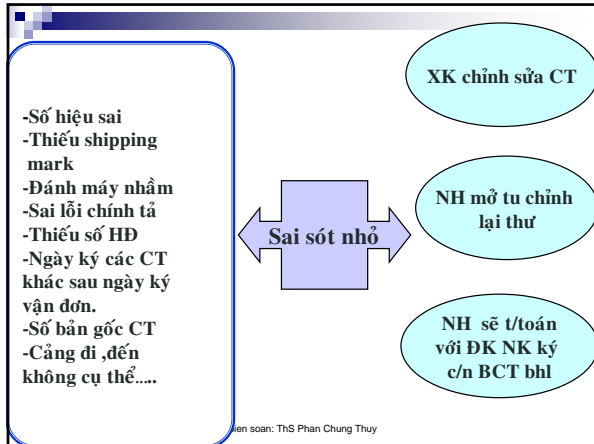 -Số hiệu sai
-Thiếu shipping
mark
-Đánh máy nhầm
-Sai lỗi chính tả
-Thiếu số HĐ
-Ngày ký các CT
khác sau ngày ký
vận đơn.
-Số bản gốc CT
-Cảng đi ,đến
không cụ thể.....
Sai sót nhỏ
XK chỉnh sửa CT
NH mở tu chỉnh
lại thư
NH sẽ t/toán
với ĐK NK ký
c/n BCT bhl
ien soan: ThS Phan Chung Thuy